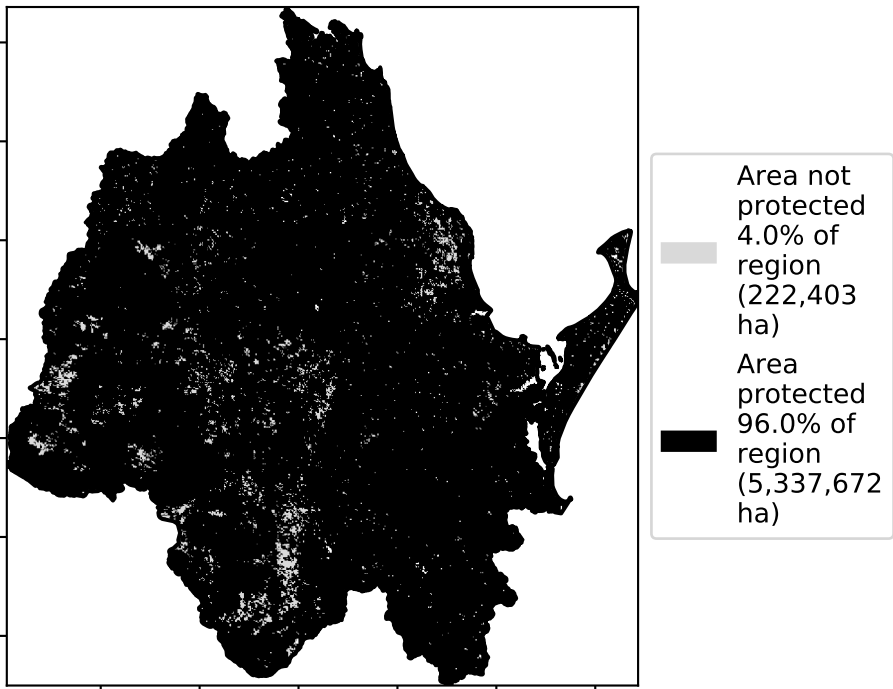 Area not
protected
4.0% of
region
(222,403
ha)
Area
protected
96.0% of
region
(5,337,672
ha)